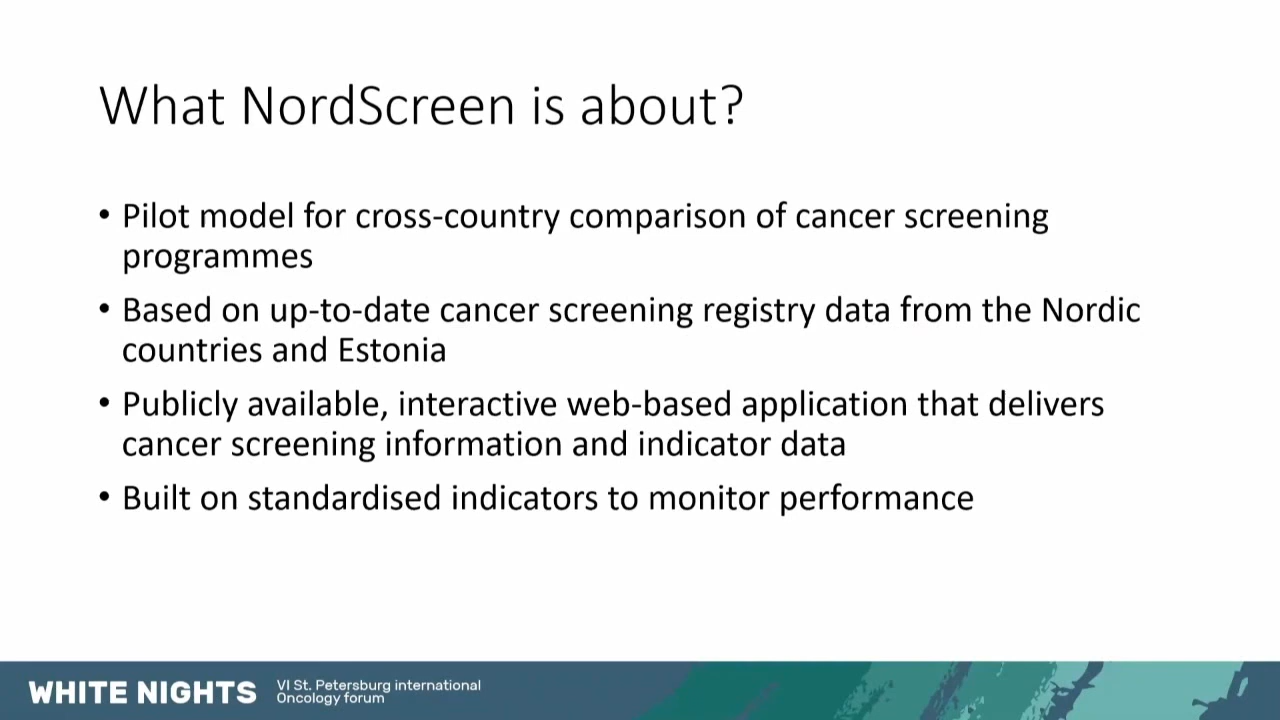 What NordScreen is about?
• Pilot model for cross-country comparison of cancer screening
programmes
• Based on up-to-date cancer screening registry data from the Nordic
countries and Estonia
• Publicly available, interactive web-based application that delivers
cancer screening information and indicator data
• Built on standardised indicators to monitor performance
WHITE NIGHTS
VI St. Petersburg international
Oncology forum